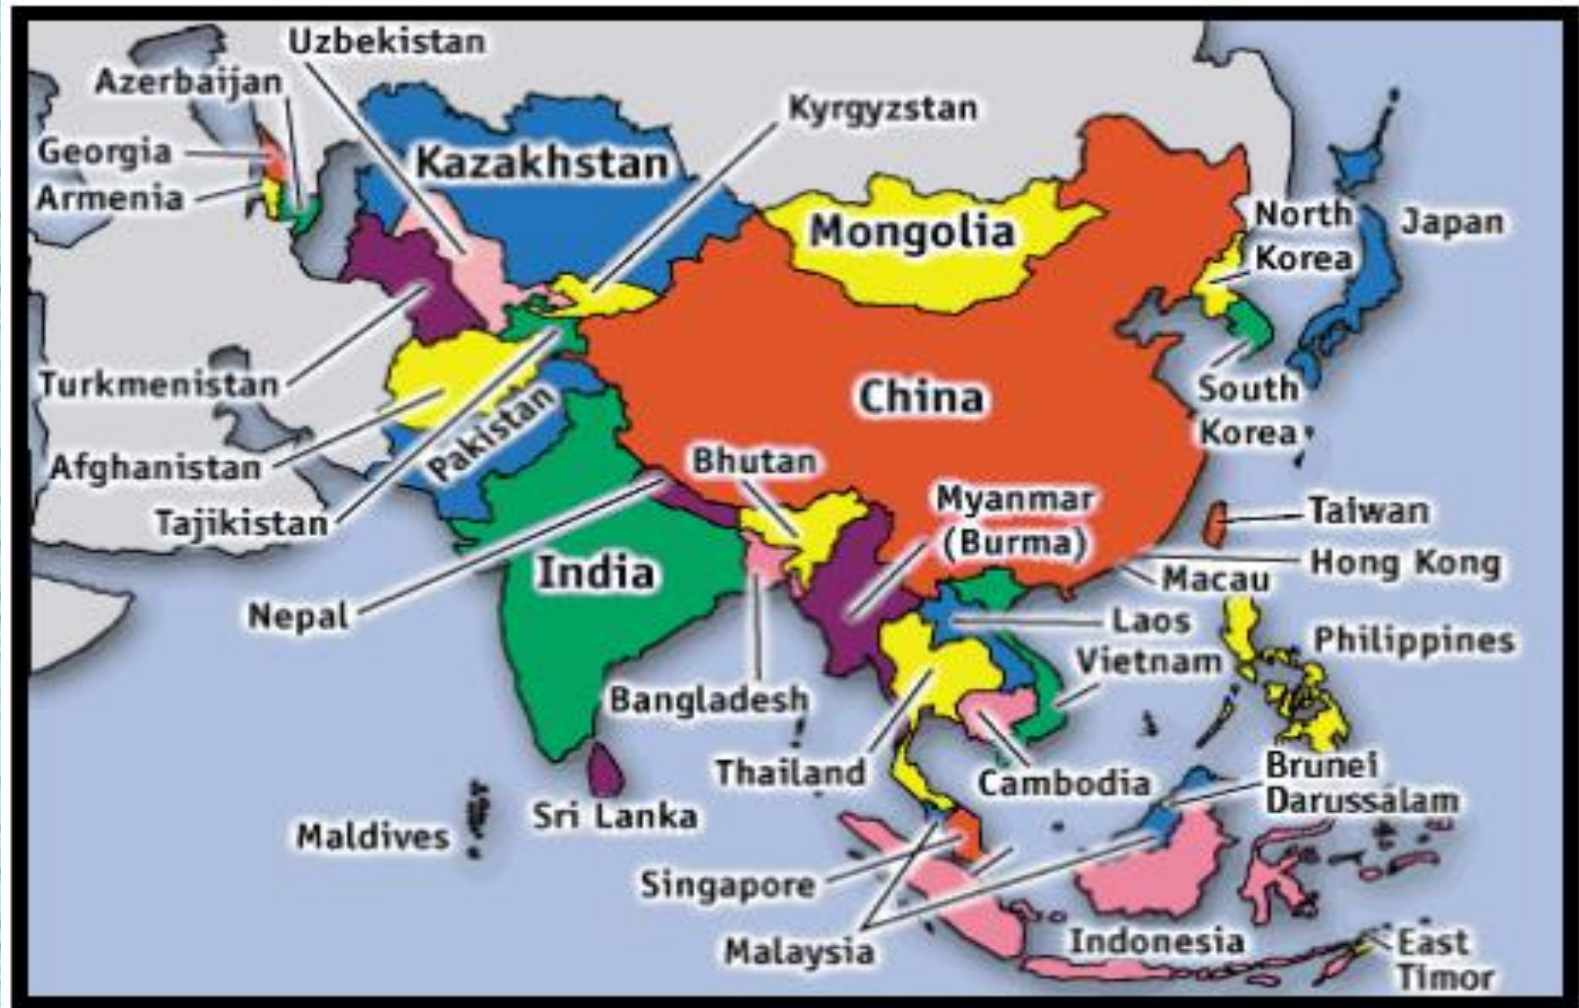 Uzbekistan
Azerbaijan
Kyrgyzstan
Georgia
Kazakhstan
Armenia
Mongolia
North
Korea
Japan
Turkmenistan
China
South
Korea
Pakistan
Afghanistan
Bhutan
Tajikistan
Myanmar
(Burma)
Taiwan
India
Hong Kong
Macau
Nepal
Laos
Philippines
Vietnam
Bangladesh
Thailand
Cambodia
Brunei
Darussalam
Sri Lanka
Maldives
Singapore
Malaysia
Indonesia
East
Timor